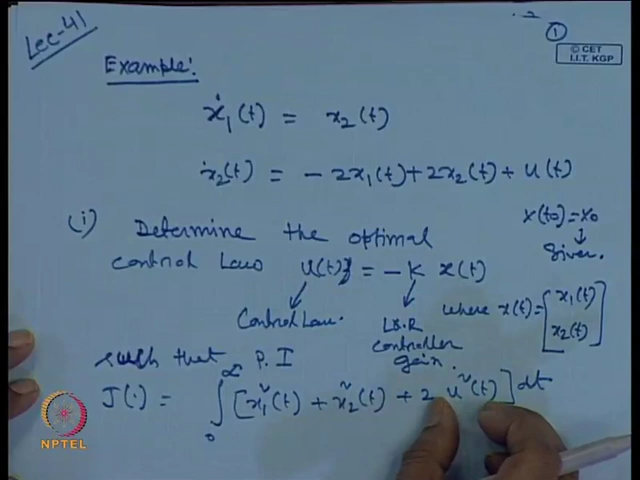 Lec-41
1
© CET
I.I.T. KGP
Example:
ẋ₁(t) = x₂(t)
ẋ₂(t) = - 2x₁(t) + 2x₂(t) + u(t)
(i) Determine the optimal
x(t₀) = x₀
↓
Given.
control Law u(t) = - K x(t)
Control Law.
L.Q.R
controller
gain.
where x(t) = [x₁(t)
x₂(t)]
such that P.I
J(.) = ∫₀^∞ [x₁²(t) + x₂²(t) + 2 u²(t)] dt
NPTEL